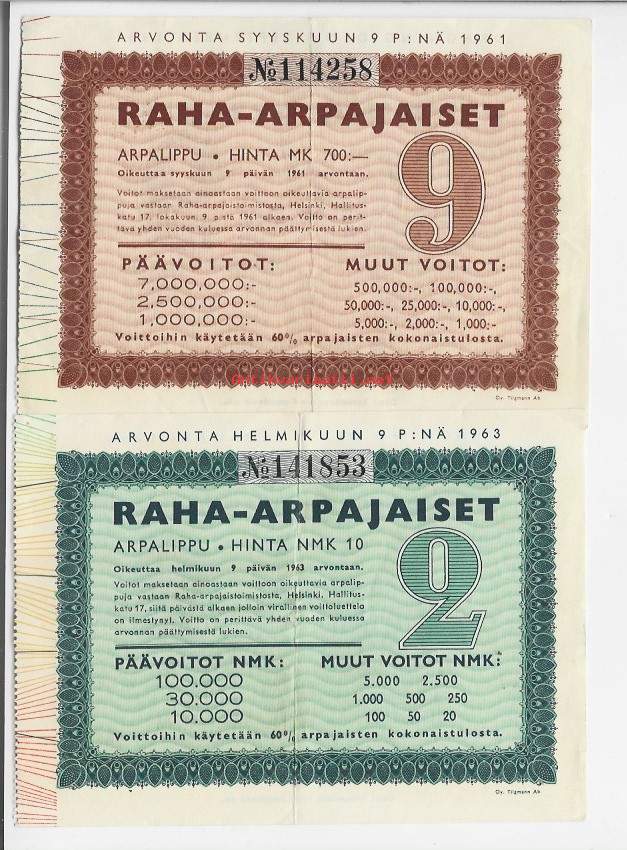 ARVONTA SYYSKUUN 9 P:NÄ 1961
№114258
RAHA-ARPAJAISET
ARPALIPPU • HINTA MK 700:—
Oikeuttaa syyskuun 9 päivän 1961 arvontaan.
Voitot maksetaan ainoastaan voittoon oikeuttavia arpalip-
puja vastaan Raha-arpajaistoimistosta, Helsinki, Hallitus-
katu 17, lokakuun 9 p:stä 1961 alkaen. Voitto on perit-
tävä yhden vuoden kuluessa arvonnan päättymisestä lukien.
9
PÄÄVOITOT:
7,000,000:-
2,500,000:-
1,000,000:-
MUUT VOITOT:
500,000:-, 100,000:-,
50,000:-, 25,000:-, 10,000:-,
5,000:-, 2,000:-, 1,000:-
Voittoihin käytetään 60% arpajaisten kokonaistulosta.
Oy. Tilgmann Ab.
ARVONTA HELMIKUUN 9 P:NÄ 1963
№141853
RAHA-ARPAJAISET
ARPALIPPU • HINTA NMK 10
Oikeuttaa helmikuun 9 päivän 1963 arvontaan.
Voitot maksetaan ainoastaan voittoon oikeuttavia arpalip-
puja vastaan Raha-arpajaistoimistosta, Helsinki, Hallitus-
katu 17, siitä päivästä alkaen jolloin virallinen voittoluettelo
on ilmestynyt. Voitto on perittävä yhden vuoden kuluessa
arvonnan päättymisestä lukien.
2
PÄÄVOITOT NMK:
100.000
30.000
10.000
MUUT VOITOT NMK:
5.000 2.500
1.000 500 250
100 50 20
Voittoihin käytetään 60% arpajaisten kokonaistulosta.
Oy. Tilgmann Ab.